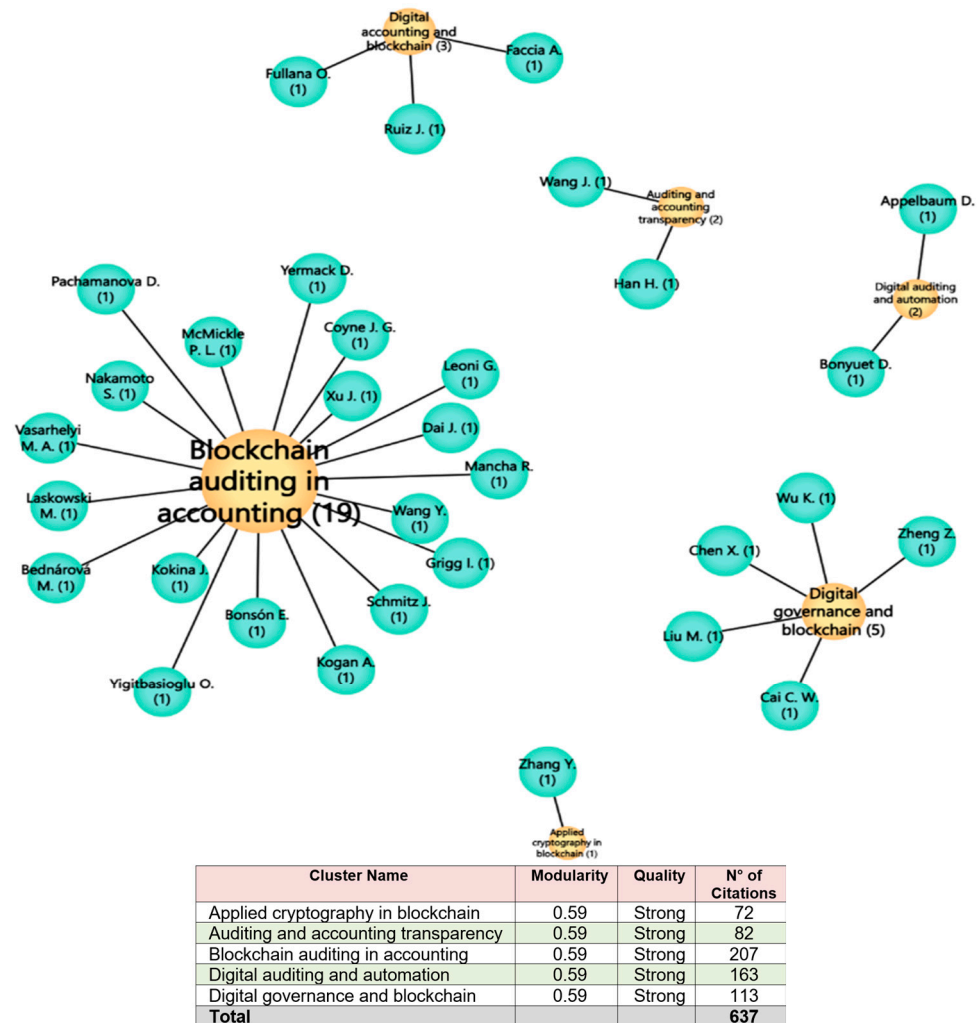 Digital
accounting and
blockchain (3)
Fullana O.
(1)
Faccia A.
(1)
Ruiz J. (1)
Wang J. (1)
Auditing and
accounting
transparency (2)
Han H. (1)
Appelbaum D.
(1)
Digital auditing
and automation
(2)
Bonyuet D.
(1)
Pachamanova D.
(1)
Yermack D.
(1)
McMickle
P. L. (1)
Coyne J. G.
(1)
Nakamoto
S. (1)
Xu J. (1)
Leoni G.
(1)
Vasarhelyi
M. A. (1)
Dai J. (1)
Blockchain
auditing in
accounting (19)
Mancha R.
(1)
Laskowski
M. (1)
Wang Y.
(1)
Grigg I. (1)
Bednárová
M. (1)
Kokina J.
(1)
Bonsón E.
(1)
Schmitz J.
(1)
Kogan A.
(1)
Yigitbasioglu O.
(1)
Wu K. (1)
Chen X. (1)
Zheng Z.
(1)
Digital
governance and
blockchain (5)
Liu M. (1)
Cai C. W.
(1)
Zhang Y.
(1)
Applied
cryptography in
blockchain (1)
Cluster Name Modularity Quality N° of
Citations
Applied cryptography in blockchain 0.59 Strong 72
Auditing and accounting transparency 0.59 Strong 82
Blockchain auditing in accounting 0.59 Strong 207
Digital auditing and automation 0.59 Strong 163
Digital governance and blockchain 0.59 Strong 113
Total 637